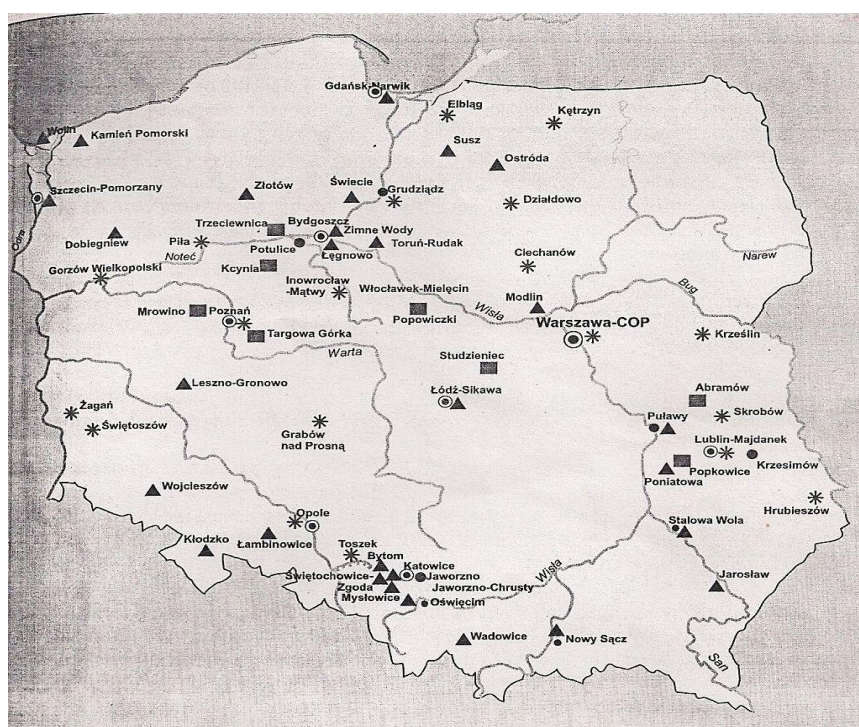 Gdańsk-Narwik
Elbląg
Kętrzyn
Wolin
Kamień Pomorski
Susz
Ostróda
Szczecin-Pomorzany
Złotów
Świecie
Grudziądz
Działdowo
Trzeciewnica
Bydgoszcz
Zimne Wody
Dobiegniew
Piła
Potulice
Łęgnowo
Toruń-Rudak
Odra
Noteć
Ciechanów
Narew
Gorzów Wielkopolski
Kcynia
Inowrocław
-Mątwy
Włocławek-Mielęcin
Bug
Mrowino
Poznań
Popowiczki
Wisła
Modlin
Warszawa-COP
Krześlin
Targowa Górka
Warta
Studzieniec
Leszno-Gronowo
Łódź-Sikawa
Abramów
Żagań
Skrobów
Świętoszów
Grabów
nad Prosną
Puławy
Lublin-Majdanek
Krzesimów
Popkowice
Poniatowa
Wojcieszów
Hrubieszów
Opole
Stalowa Wola
Kłodzko
Łambinowice
Toszek
Bytom
Katowice
Wisła
Świętochowice-
Zgoda
Jaworzno
Jaworzno-Chrusty
Jarosław
Mysłowice
Oświęcim
Wadowice
Nowy Sącz
San